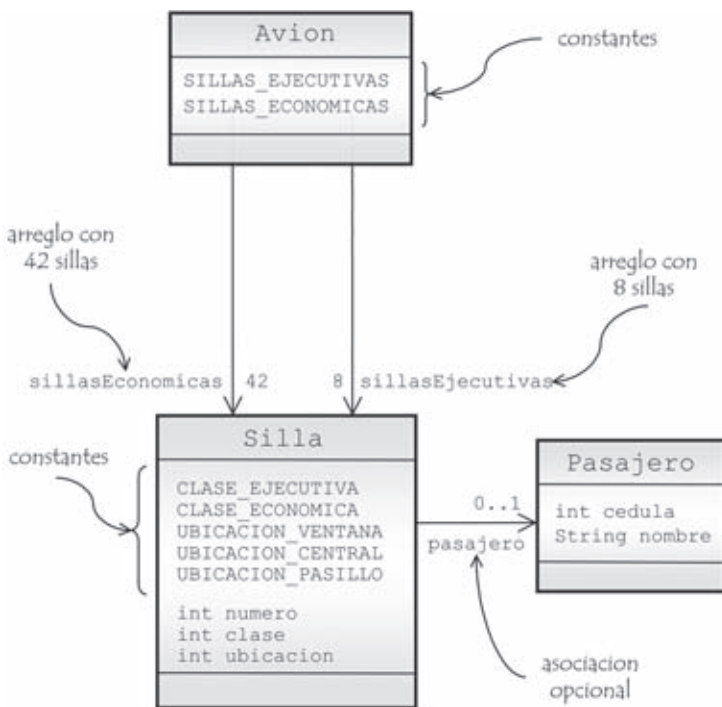 Avion
constantes
SILLAS_EJECUTIVAS
SILLAS_ECONOMICAS
arreglo con
42 sillas
arreglo con
8 sillas
sillasEconomicas 42
8 sillasEjecutivas
Silla
constantes
CLASE_EJECUTIVA
CLASE_ECONOMICA
UBICACION_VENTANA
UBICACION_CENTRAL
UBICACION_PASILLO
int numero
int clase
int ubicacion
0..1
pasajero
Pasajero
int cedula
String nombre
asociacion
opcional